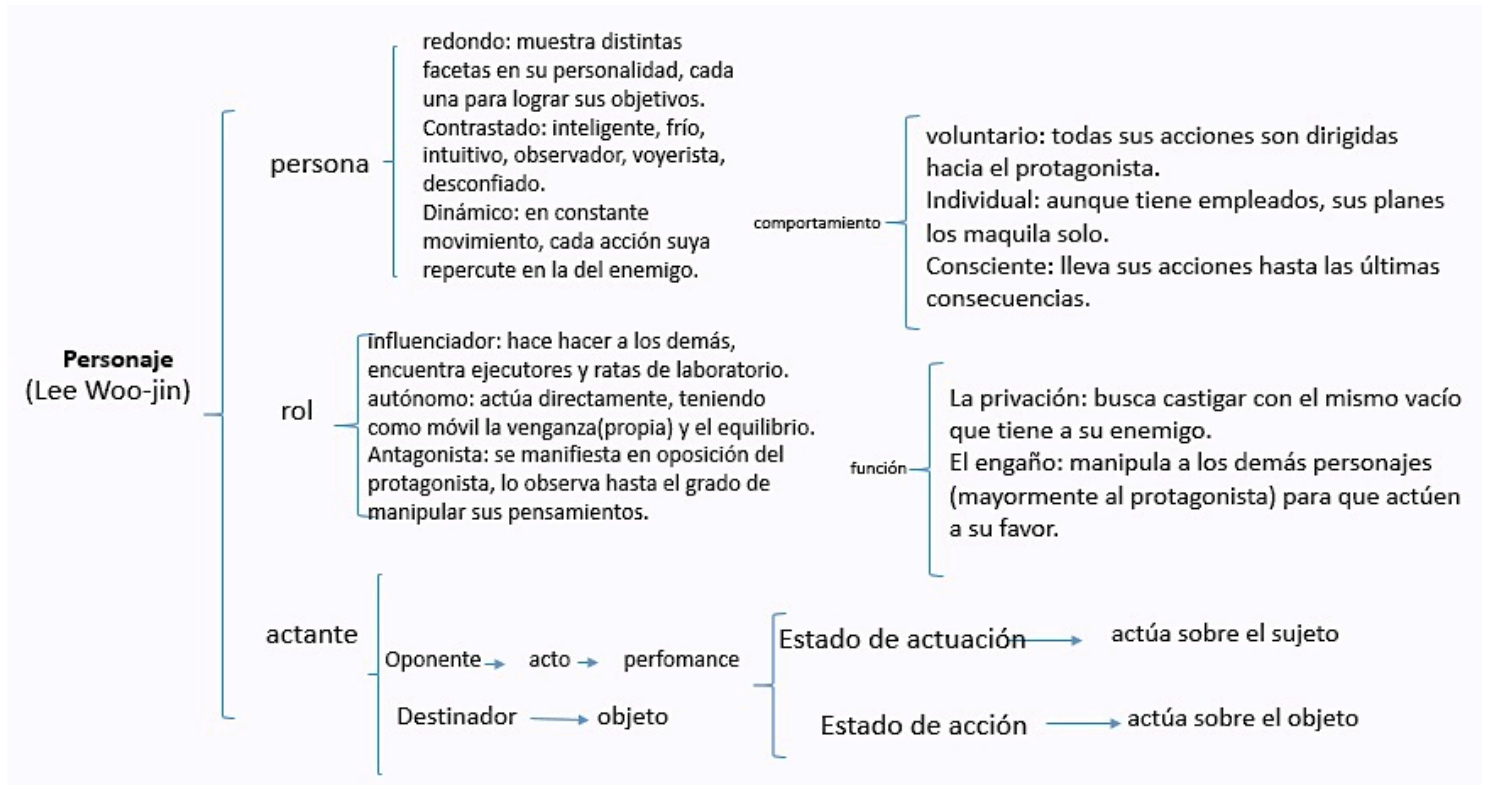 Personaje
(Lee Woo-jin)
persona
redondo: muestra distintas
facetas en su personalidad, cada
una para lograr sus objetivos.
Contrastado: inteligente, frío,
intuitivo, observador, voyerista,
desconfiado.
Dinámico: en constante
movimiento, cada acción suya
repercute en la del enemigo.
comportamiento
voluntario: todas sus acciones son dirigidas
hacia el protagonista.
Individual: aunque tiene empleados, sus planes
los maquila solo.
Consciente: lleva sus acciones hasta las últimas
consecuencias.
rol
influenciador: hace hacer a los demás,
encuentra ejecutores y ratas de laboratorio.
autónomo: actúa directamente, teniendo
como móvil la venganza(propia) y el equilibrio.
Antagonista: se manifiesta en oposición del
protagonista, lo observa hasta el grado de
manipular sus pensamientos.
función
La privación: busca castigar con el mismo vacío
que tiene a su enemigo.
El engaño: manipula a los demás personajes
(mayormente al protagonista) para que actúen
a su favor.
actante
Oponente acto perfomance
Destinador objeto
Estado de actuación actúa sobre el sujeto
Estado de acción actúa sobre el objeto